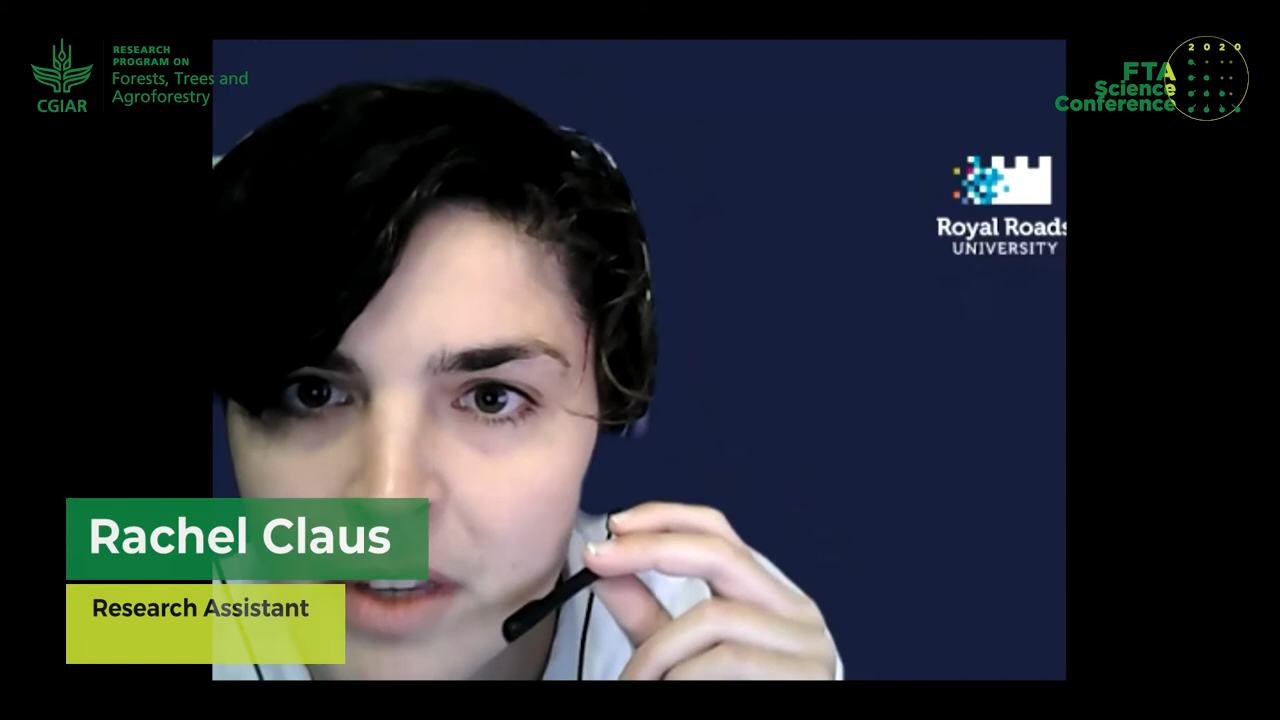 RESEARCH
PROGRAM ON
Forests, Trees and
Agroforestry
CGIAR
2020
FTA
Science
Conference
Royal Roads
UNIVERSITY
Rachel Claus
Research Assistant